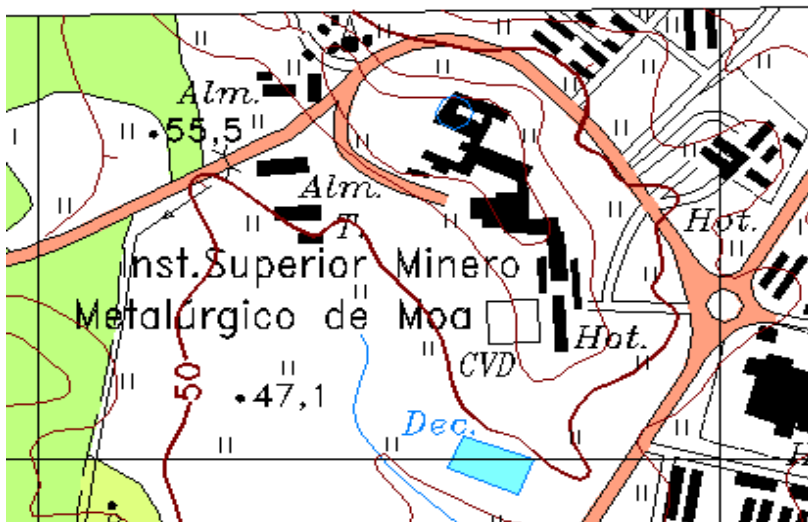 Alm.
55,5
Alm.
T.
Hot.
Inst.Superior Minero
Metalúrgico de Moa
Hot.
CVD
50
47,1
Dec.